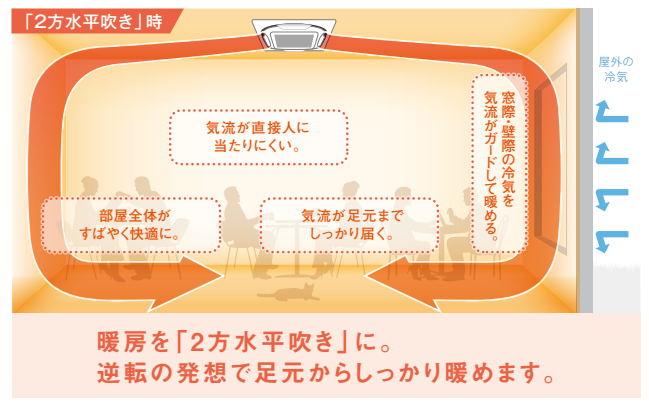 「2方水平吹き」時
屋外の
冷気
窓際・壁際の冷気を
気流がガードして暖める。
気流が直接人に
当たりにくい。
部屋全体が
すばやく快適に。
気流が足元まで
しっかり届く。
暖房を「2方水平吹き」に。
逆転の発想で足元からしっかり暖めます。